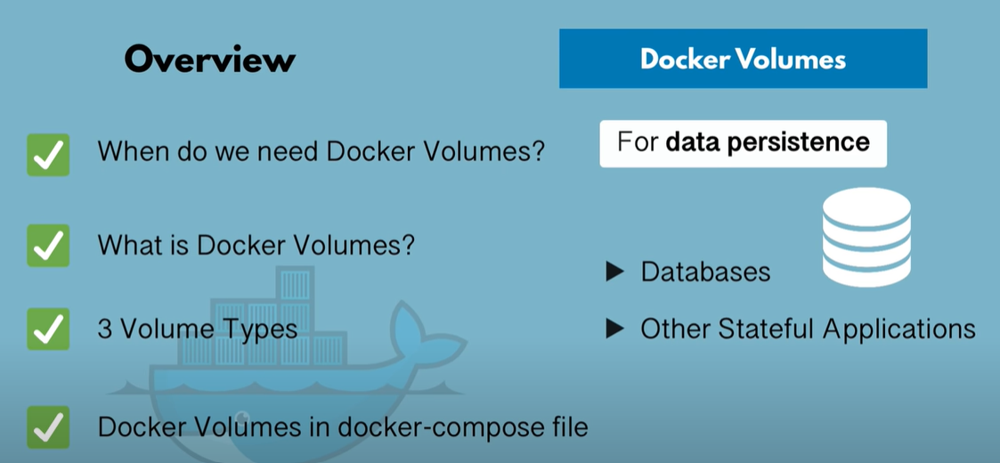 Overview
When do we need Docker Volumes?
What is Docker Volumes?
3 Volume Types
Docker Volumes in docker-compose file
Docker Volumes
For data persistence
Databases
Other Stateful Applications